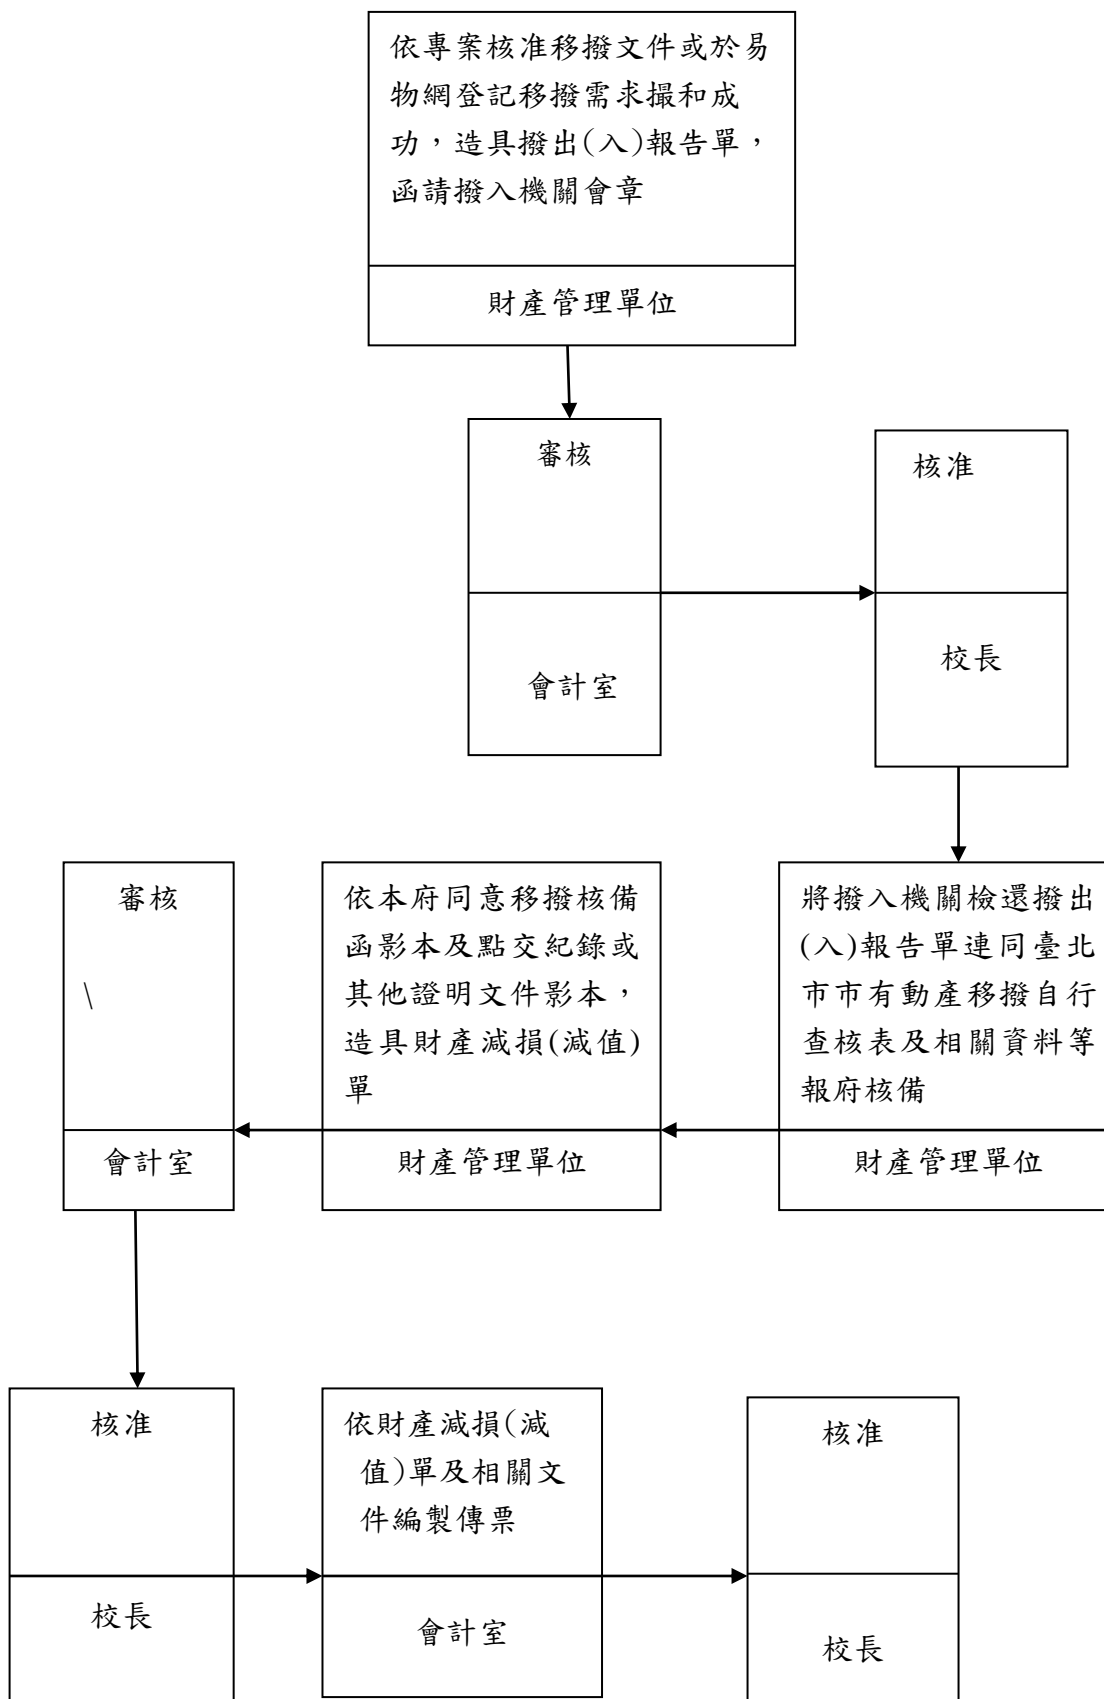 依專案核准移撥文件或於易
物網登記移撥需求撮和成
功，造具撥出(入)報告單，
函請撥入機關會章
財產管理單位
審核
會計室
核准
校長
將撥入機關檢還撥出
(入)報告單連同臺北
市市有動產移撥自行
查核表及相關資料等
報府核備
財產管理單位
依本府同意移撥核備
函影本及點交紀錄或
其他證明文件影本，
造具財產減損(減值)
單
財產管理單位
審核
\
會計室
核准
校長
依財產減損(減
值)單及相關文
件編製傳票
會計室
核准
校長